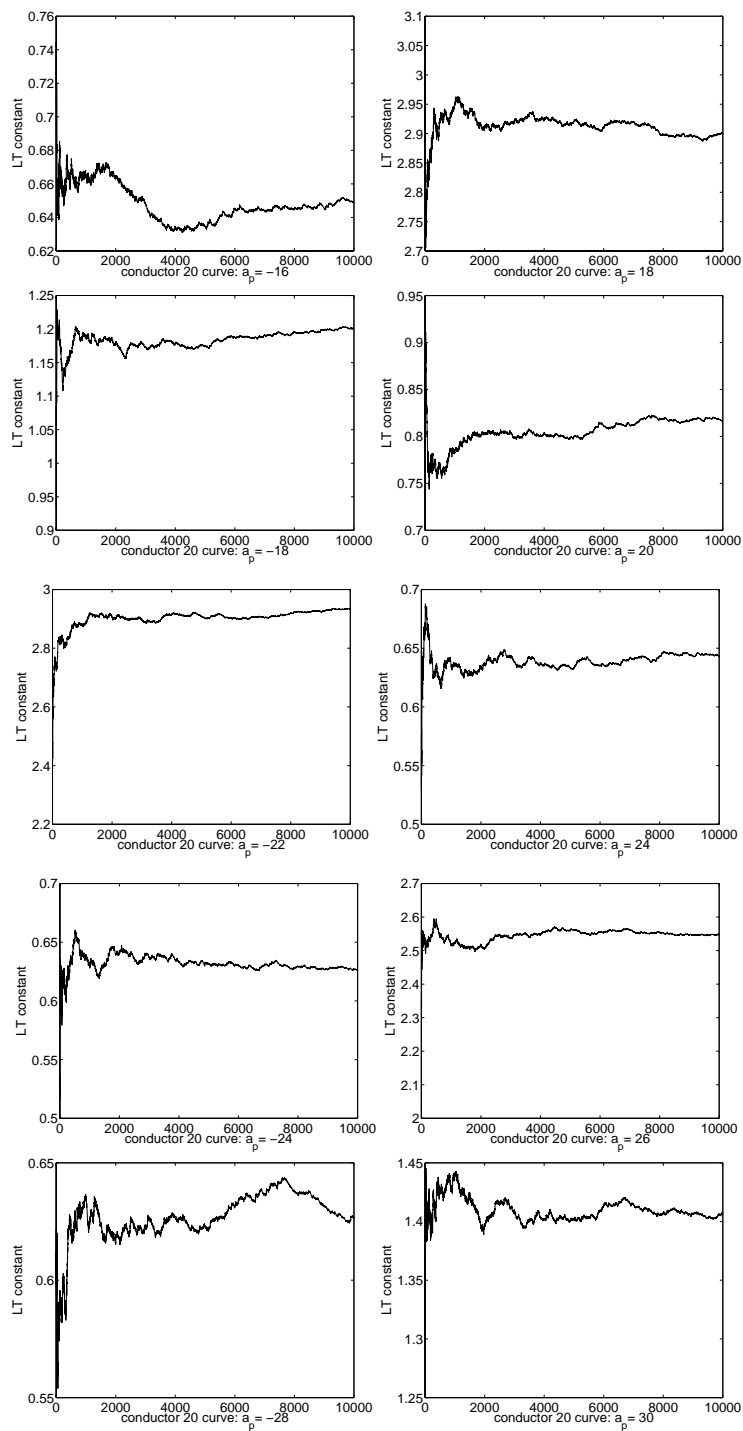 0.76
0.74
0.72
0.7
0.68
0.66
0.64
0.62
LT constant
0 2000 4000 6000 8000 10000
conductor 20 curve: a_p = −16
3.1
3.05
3
2.95
2.9
2.85
2.8
2.75
2.7
LT constant
0 2000 4000 6000 8000 10000
conductor 20 curve: a_p = 18
1.25
1.2
1.15
1.1
1.05
1
0.95
0.9
LT constant
0 2000 4000 6000 8000 10000
conductor 20 curve: a_p = −18
0.95
0.9
0.85
0.8
0.75
0.7
LT constant
0 2000 4000 6000 8000 10000
conductor 20 curve: a_p = 20
3
2.8
2.6
2.4
2.2
LT constant
0 2000 4000 6000 8000 10000
conductor 20 curve: a_p = −22
0.7
0.65
0.6
0.55
0.5
LT constant
0 2000 4000 6000 8000 10000
conductor 20 curve: a_p = 24
0.7
0.65
0.6
0.55
0.5
LT constant
0 2000 4000 6000 8000 10000
conductor 20 curve: a_p = −24
2.7
2.6
2.5
2.4
2.3
2.2
2.1
2
LT constant
0 2000 4000 6000 8000 10000
conductor 20 curve: a_p = 26
0.65
0.6
0.55
LT constant
0 2000 4000 6000 8000 10000
conductor 20 curve: a_p = −28
1.45
1.4
1.35
1.3
1.25
LT constant
0 2000 4000 6000 8000 10000
conductor 20 curve: a_p = 30